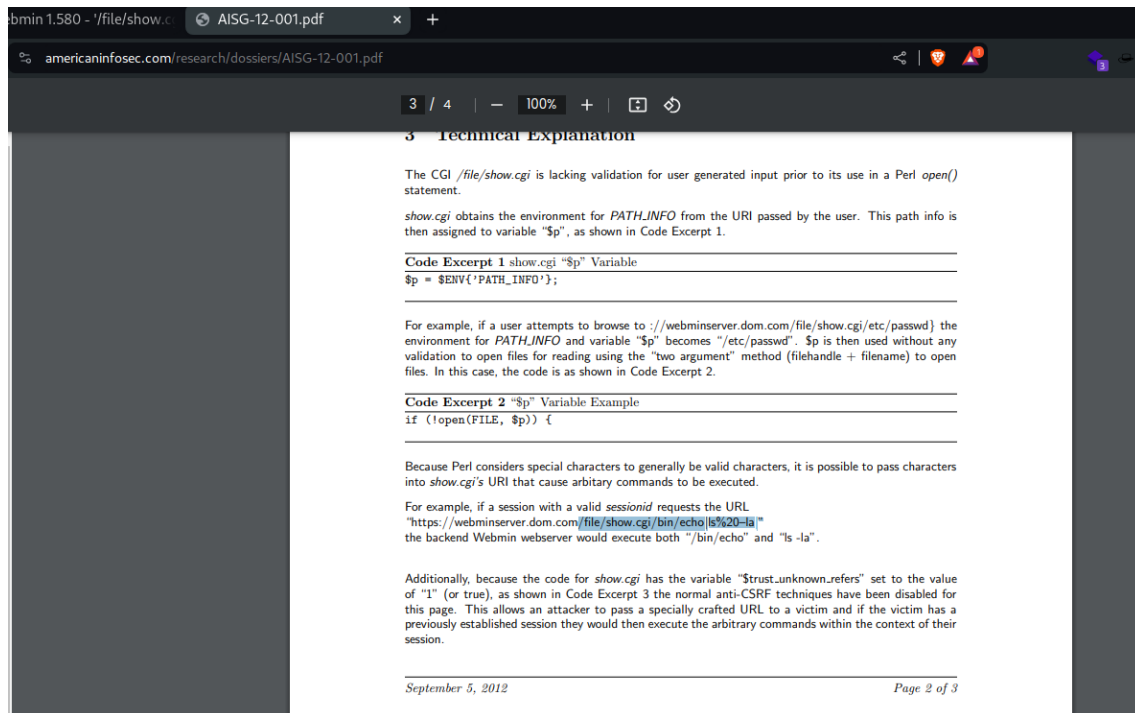 ebmin 1.580 - '/file/show.c
AISG-12-001.pdf
americaninfosec.com/research/dossiers/AISG-12-001.pdf
3
3 / 4
100%
3 Technical Explanation
The CGI /file/show.cgi is lacking validation for user generated input prior to its use in a Perl open()
statement.
show.cgi obtains the environment for PATH_INFO from the URI passed by the user. This path info is
then assigned to variable “$p”, as shown in Code Excerpt 1.
Code Excerpt 1 show.cgi “$p” Variable
$p = $ENV{'PATH_INFO'};
For example, if a user attempts to browse to ://webminserver.dom.com/file/show.cgi/etc/passwd} the
environment for PATH_INFO and variable “$p” becomes “/etc/passwd”. $p is then used without any
validation to open files for reading using the “two argument” method (filehandle + filename) to open
files. In this case, the code is as shown in Code Excerpt 2.
Code Excerpt 2 “$p” Variable Example
if (!open(FILE, $p)) {
Because Perl considers special characters to generally be valid characters, it is possible to pass characters
into show.cgi's URI that cause arbitary commands to be executed.
For example, if a session with a valid sessionid requests the URL
“https://webminserver.dom.com/file/show.cgi/bin/echo|ls%20–la|”
the backend Webmin webserver would execute both “/bin/echo” and “ls -la”.
Additionally, because the code for show.cgi has the variable “$trust_unknown_refers” set to the value
of “1” (or true), as shown in Code Excerpt 3 the normal anti-CSRF techniques have been disabled for
this page. This allows an attacker to pass a specially crafted URL to a victim and if the victim has a
previously established session they would then execute the arbitrary commands within the context of their
session.
September 5, 2012 Page 2 of 3